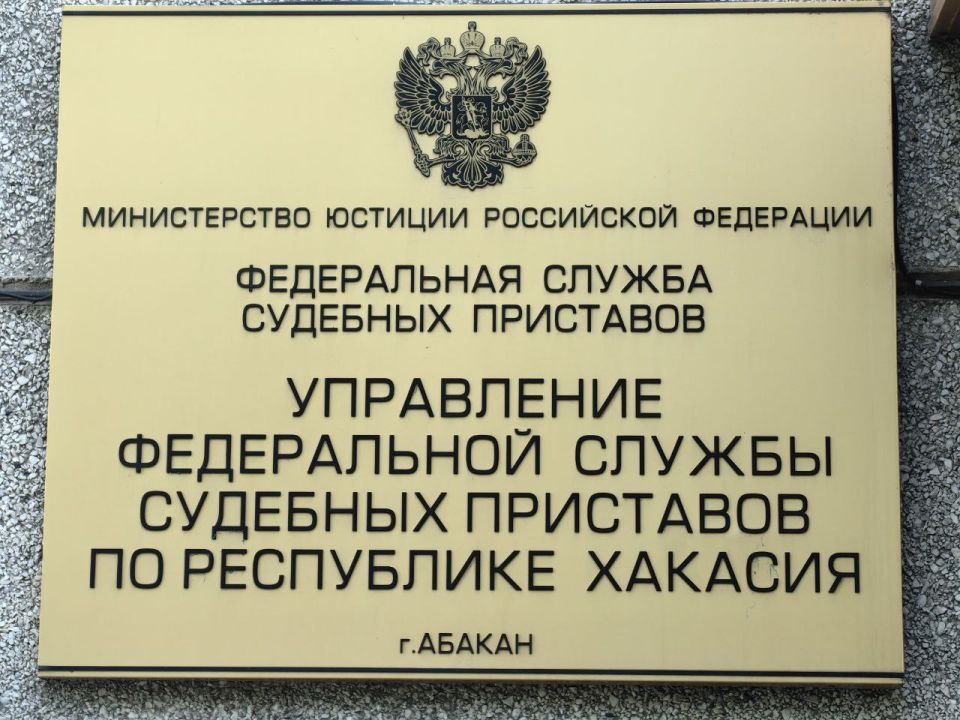 МИНИСТЕРСТВО ЮСТИЦИИ РОССИЙСКОЙ ФЕДЕРАЦИИ
ФЕДЕРАЛЬНАЯ СЛУЖБА
СУДЕБНЫХ ПРИСТАВОВ
УПРАВЛЕНИЕ
ФЕДЕРАЛЬНОЙ СЛУЖБЫ
СУДЕБНЫХ ПРИСТАВОВ
ПО РЕСПУБЛИКЕ ХАКАСИЯ
г.АБАКАН